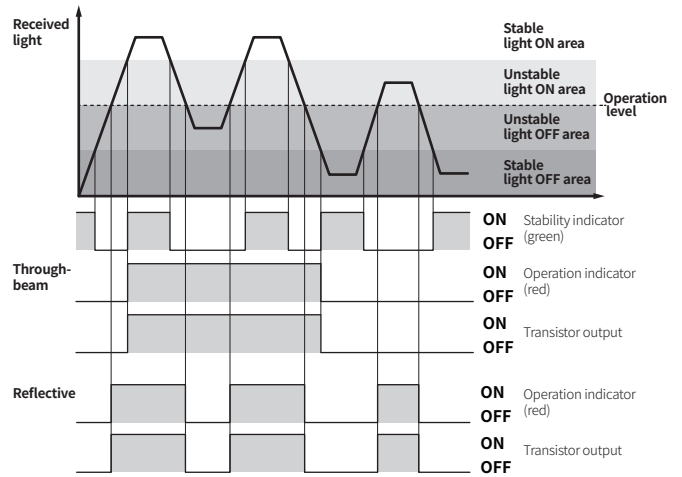 Received
light
Stable
light ON area
Unstable
light ON area
Operation
level
Unstable
light OFF area
Stable
light OFF area
ON
OFF
Stability indicator
(green)
Through-
beam
ON
OFF
Operation indicator
(red)
ON
OFF
Transistor output
Reflective
ON
OFF
Operation indicator
(red)
ON
OFF
Transistor output